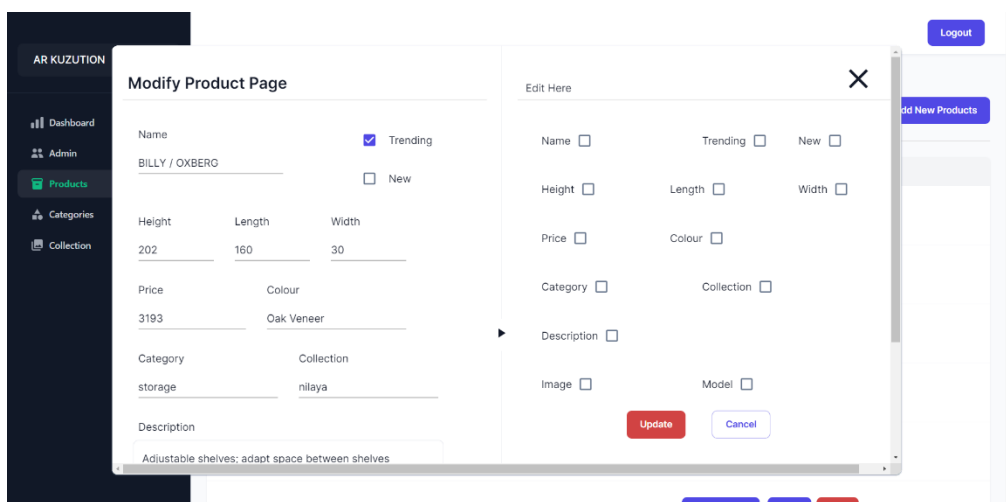 Logout
AR KUZUTION
Dashboard
Admin
Products
Categories
Collection
dd New Products
Modify Product Page
Name
BILLY / OXBERG
Trending
New
Height Length Width
202 160 30
Price Colour
3193 Oak Veneer
Category Collection
storage nilaya
Description
Adjustable shelves; adapt space between shelves
Edit Here
Name Trending New
Height Length Width
Price Colour
Category Collection
Description
Image Model
Update Cancel